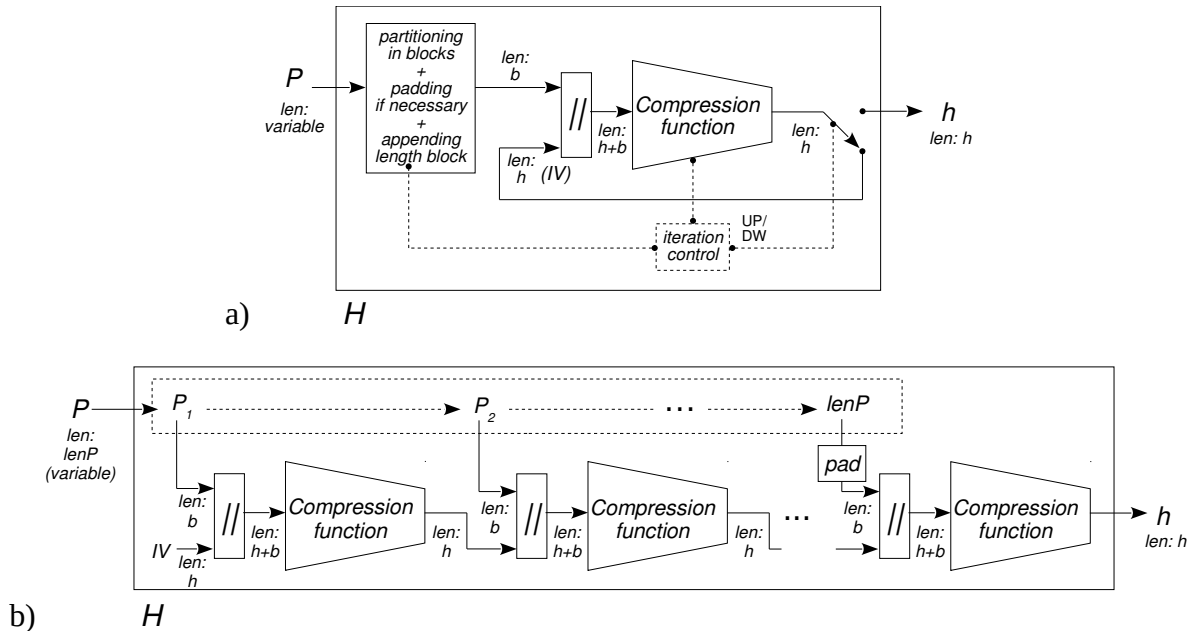 P
len:
variable
partitioning
in blocks
+
padding
if necessary
+
appending
length block
len:
b
//
len:
h
(IV)
len:
h+b
Compression
function
len:
h
h
len: h
UP/
DW
iteration
control
a)
H
P
len:
lenP
(variable)
P1
P2
...
lenP
pad
len:
b
IV
len:
h
//
len:
h+b
Compression
function
len:
h
len:
b
//
len:
h+b
Compression
function
len:
h
...
len:
b
//
len:
h+b
Compression
function
h
len: h
b)
H